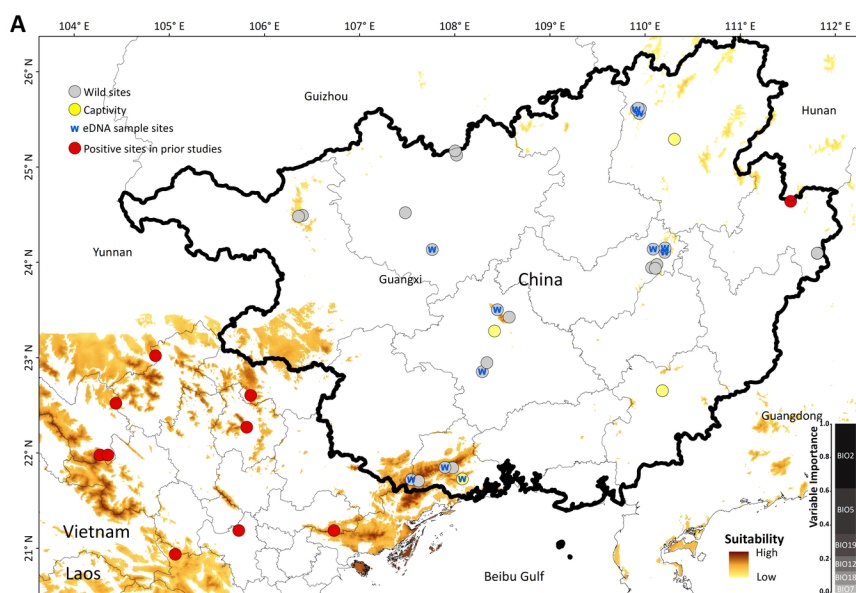 A
104° E 105° E 106° E 107° E 108° E 109° E 110° E 111° E 112° E
26° N
25° N
24° N
23° N
22° N
21° N
Wild sites
Captivity
w eDNA sample sites
Positive sites in prior studies
Guizhou
Hunan
Yunnan
Guangxi
China
Guangdong
Vietnam
Laos
Beibu Gulf
w
w
w
w
w
w
w
w
w
w
w
Suitability
High
Low
Variable Importance
1.0
0.8
0.6
0.4
0.2
0.0
BIO2
BIO5
BIO19
BIO12
BIO18
BIO7